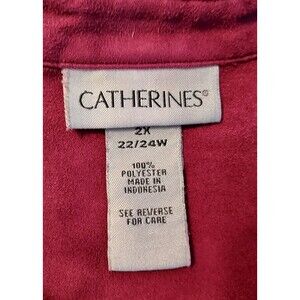 CATHERINES®
2X
22/24W
100%
POLYESTER
MADE IN
INDONESIA
SEE REVERSE
FOR CARE